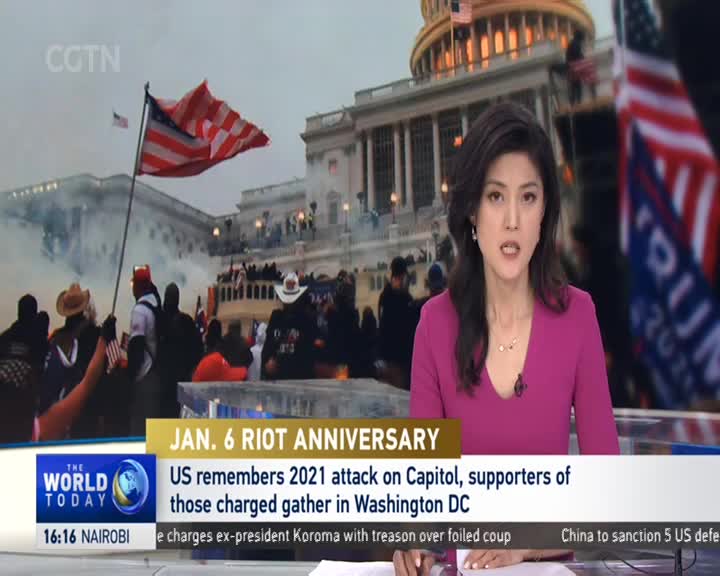 CGTN
TRUMP
JAN. 6 RIOT ANNIVERSARY
THE
WORLD
TODAY
US remembers 2021 attack on Capitol, supporters of
those charged gather in Washington DC
16:16 NAIROBI
e charges ex-president Koroma with treason over foiled coup
China to sanction 5 US defe